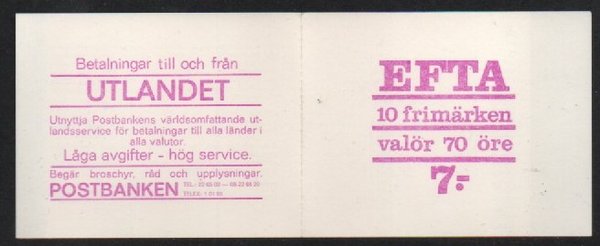 Betalningar till och från
UTLANDET
Utnyttja Postbankens världsomfattande ut-
landsservice för betalningar till alla länder i
alla valutor.
Låga avgifter - hög service.
Begär broschyr, råd och upplysningar.
POSTBANKEN
EFTA
10 frimärken
valör 70 öre
7:-